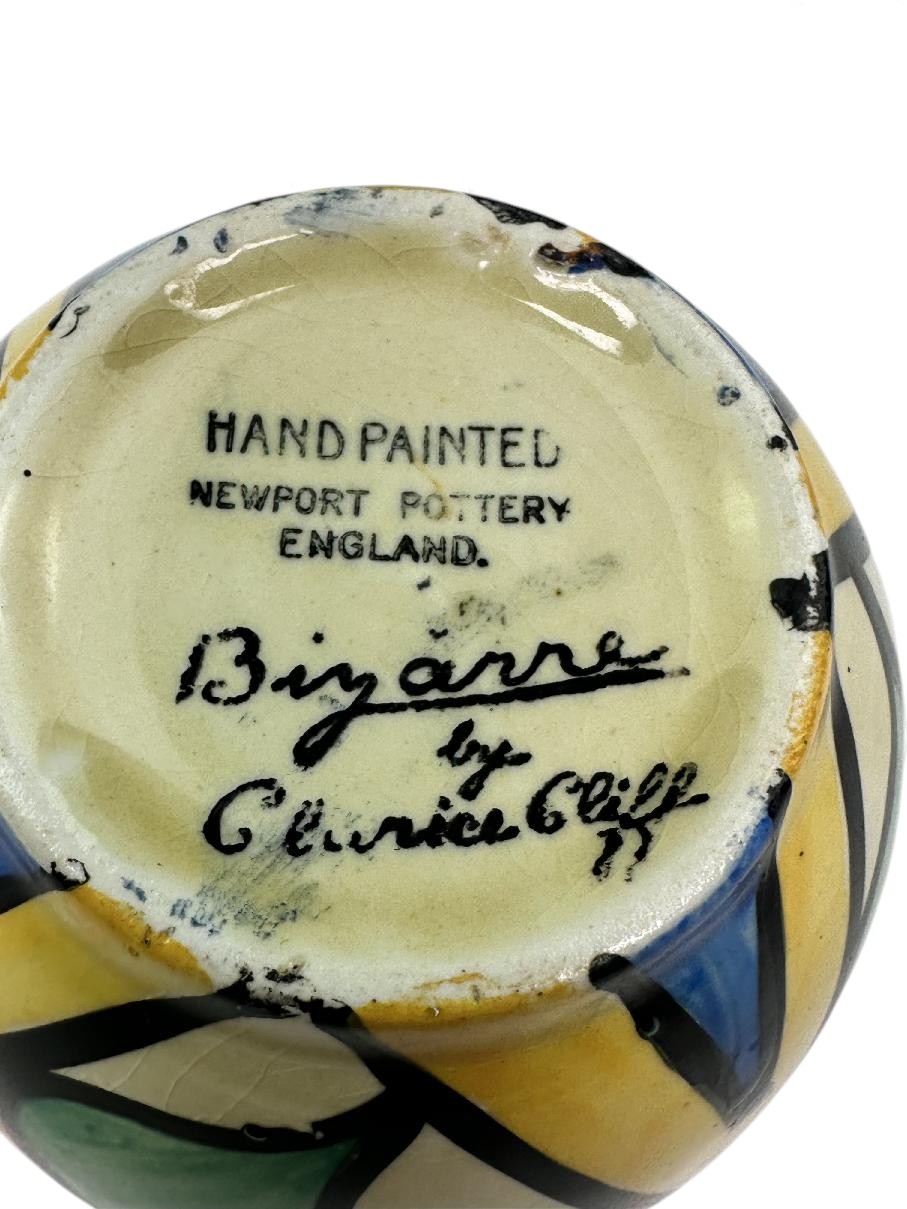 HAND PAINTED
NEWPORT POTTERY
ENGLAND.
Bizarre
by
Clarice Cliff